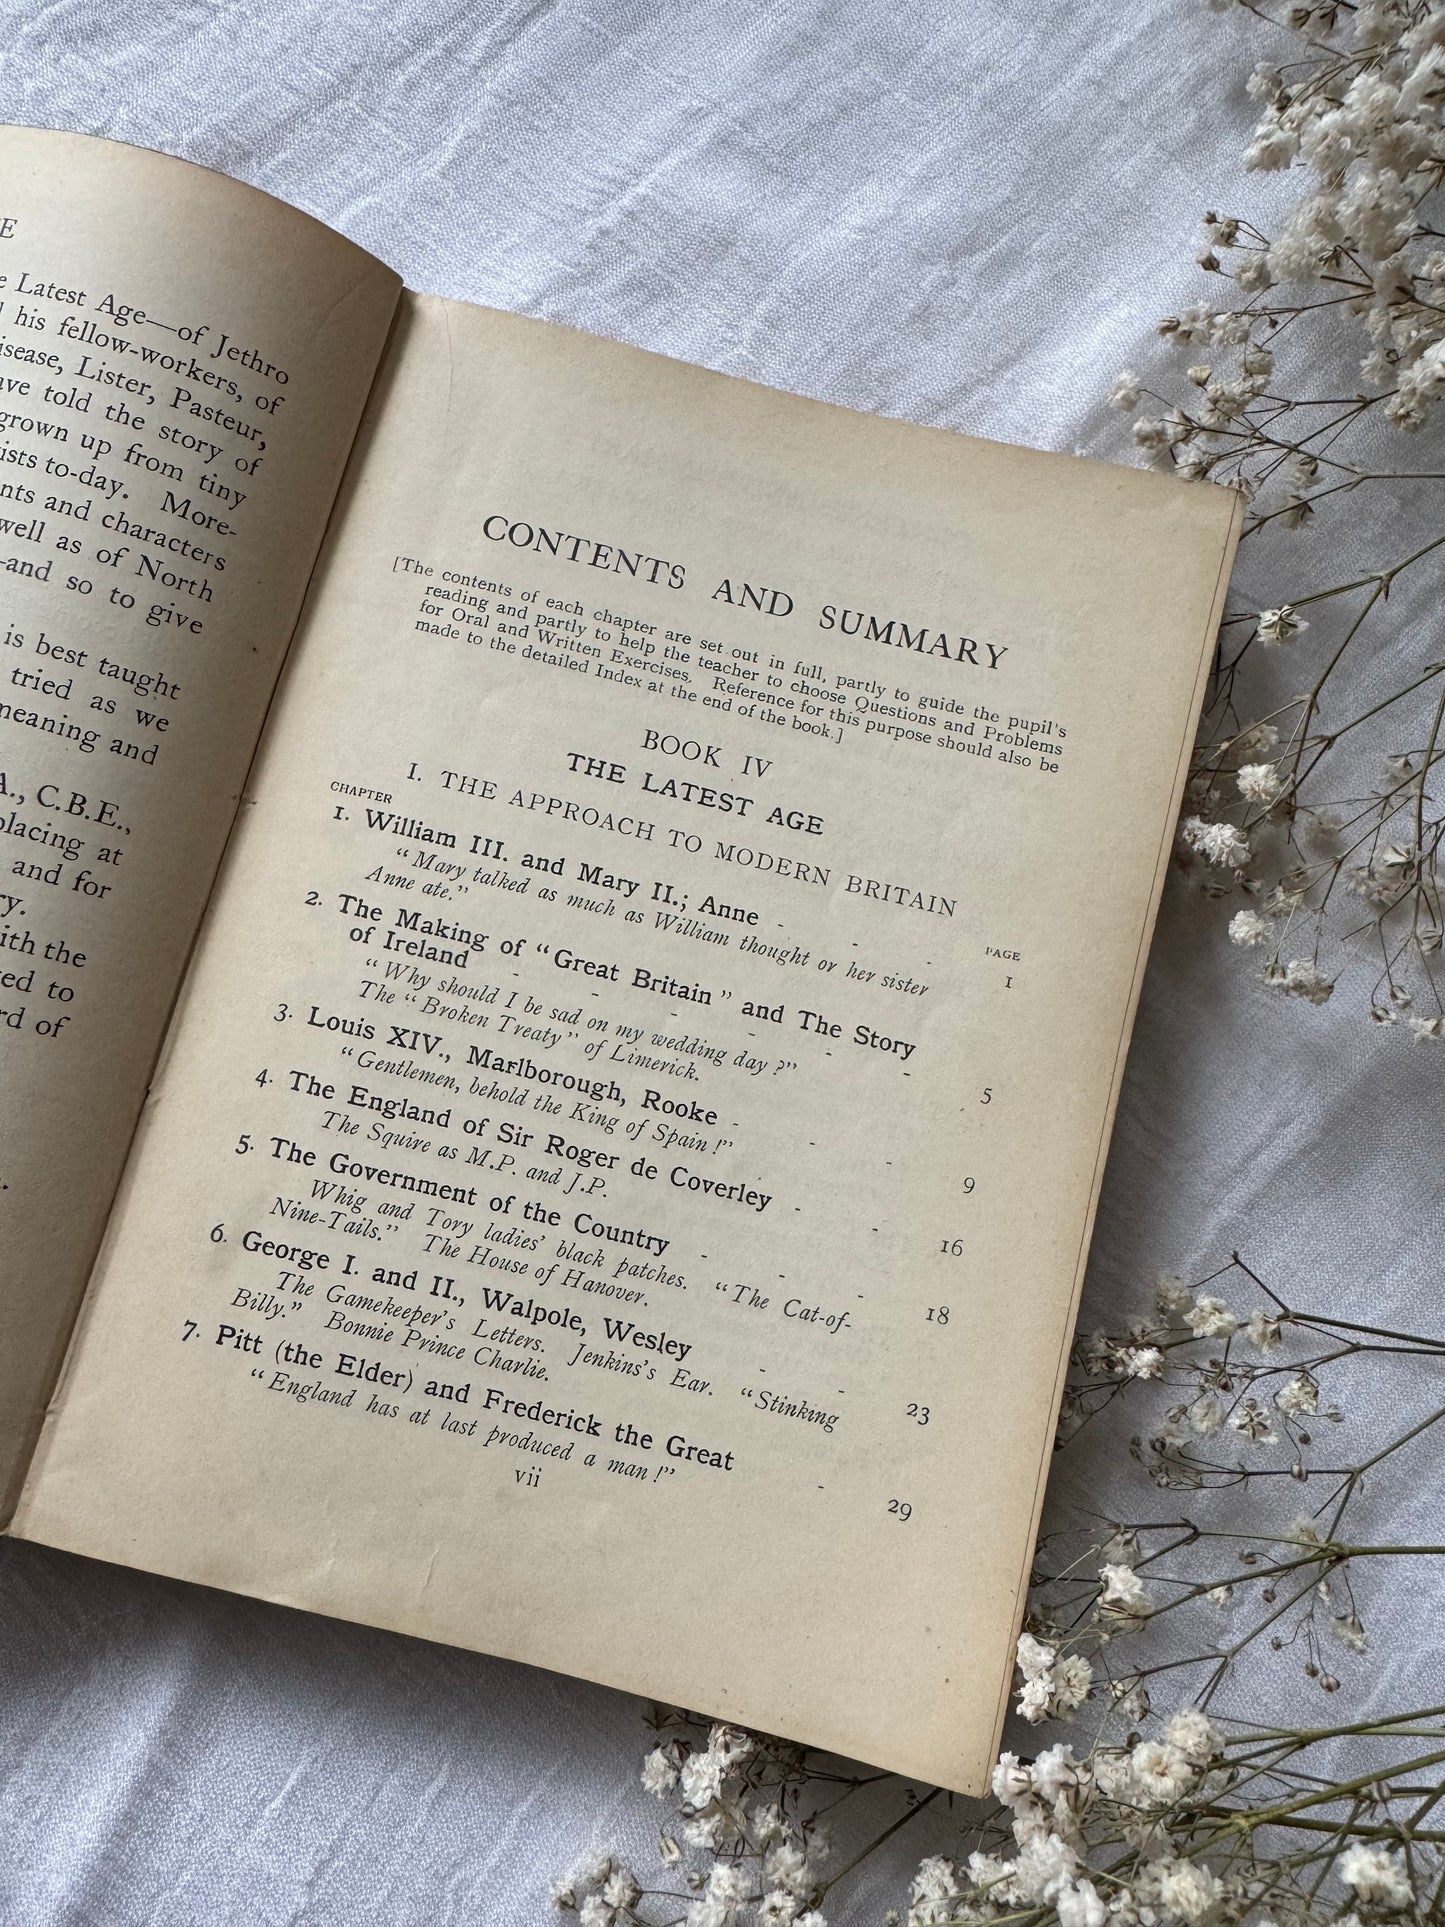 E
e Latest Age—of Jethro
l his fellow-workers, of
isease, Lister, Pasteur,
ave told the story of
grown up from tiny
ists to-day. More-
nts and characters
well as of North
—and so to give
is best taught
tried as we
meaning and
A., C.B.E.,
placing at
and for
ry.
ith the
ed to
rd of
CONTENTS AND SUMMARY
[The contents of each chapter are set out in full, partly to guide the pupil's
reading and partly to help the teacher to choose Questions and Problems
for Oral and Written Exercises. Reference for this purpose should also be
made to the detailed Index at the end of the book.]
BOOK IV
THE LATEST AGE
I. THE APPROACH TO MODERN BRITAIN
CHAPTER PAGE
1. William III. and Mary II.; Anne - - - 1
"Mary talked as much as William thought or her sister
Anne ate."
2. The Making of "Great Britain" and The Story
of Ireland - - - - - - 5
"Why should I be sad on my wedding day?"
The "Broken Treaty" of Limerick.
3. Louis XIV., Marlborough, Rooke - - - 9
"Gentlemen, behold the King of Spain!"
4. The England of Sir Roger de Coverley - - 16
The Squire as M.P. and J.P.
5. The Government of the Country - - - 18
Whig and Tory ladies' black patches. "The Cat-of-
Nine-Tails." The House of Hanover.
6. George I. and II., Walpole, Wesley - - 23
The Gamekeeper's Letters. Jenkins's Ear. "Stinking
Billy." Bonnie Prince Charlie.
7. Pitt (the Elder) and Frederick the Great - 29
"England has at last produced a man!"
vii